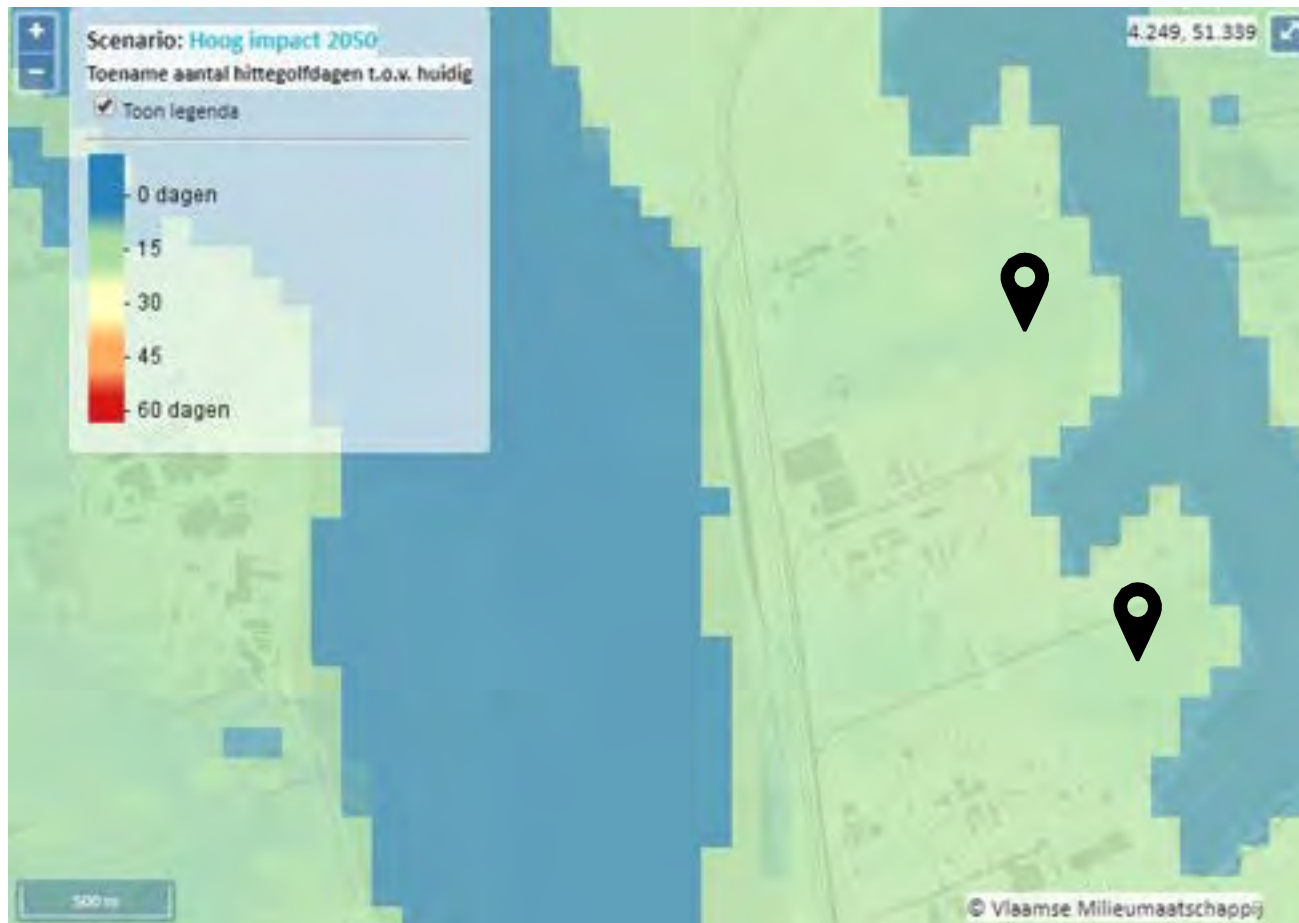 +
Scenario: Hoog impact 2050
4.249, 51.339
−
Toename aantal hittegolfdagen t.o.v. huidig
Toon legenda
0 dagen
15
30
45
60 dagen
500 m
© Vlaamse Milieumaatschappij